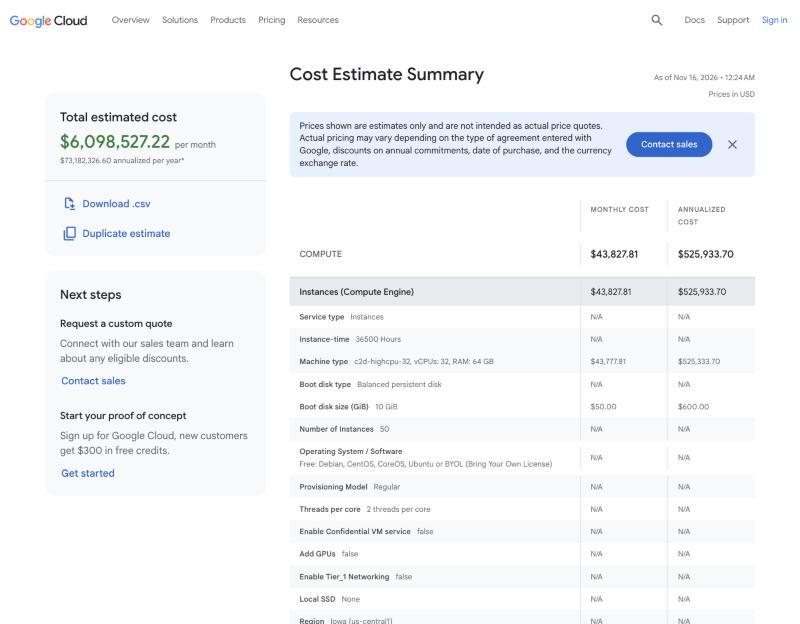 Google Cloud
Overview Solutions Products Pricing Resources
Docs Support Sign in
Cost Estimate Summary
As of Nov 16, 2026 • 12:24 AM
Prices in USD
Total estimated cost
$6,098,527.22 per month
$73,182,326.60 annualized per year*
Download .csv
Duplicate estimate
Next steps
Request a custom quote
Connect with our sales team and learn
about any eligible discounts.
Contact sales
Start your proof of concept
Sign up for Google Cloud, new customers
get $300 in free credits.
Get started
Prices shown are estimates only and are not intended as actual price quotes.
Actual pricing may vary depending on the type of agreement entered with
Google, discounts on annual commitments, date of purchase, and the currency
exchange rate.
Contact sales
MONTHLY COST
ANNUALIZED
COST
COMPUTE $43,827.81 $525,933.70
Instances (Compute Engine) $43,827.81 $525,933.70
Service type Instances N/A N/A
Instance-time 36500 Hours N/A N/A
Machine type c2d-highcpu-32, vCPUs: 32, RAM: 64 GB $43,777.81 $525,333.70
Boot disk type Balanced persistent disk N/A N/A
Boot disk size (GiB) 10 GiB $50.00 $600.00
Number of Instances 50 N/A N/A
Operating System / Software
Free: Debian, CentOS, CoreOS, Ubuntu or BYOL (Bring Your Own License) N/A N/A
Provisioning Model Regular N/A N/A
Threads per core 2 threads per core N/A N/A
Enable Confidential VM service false N/A N/A
Add GPUs false N/A N/A
Enable Tier_1 Networking false N/A N/A
Local SSD None N/A N/A
Region Iowa (us-central1) N/A N/A